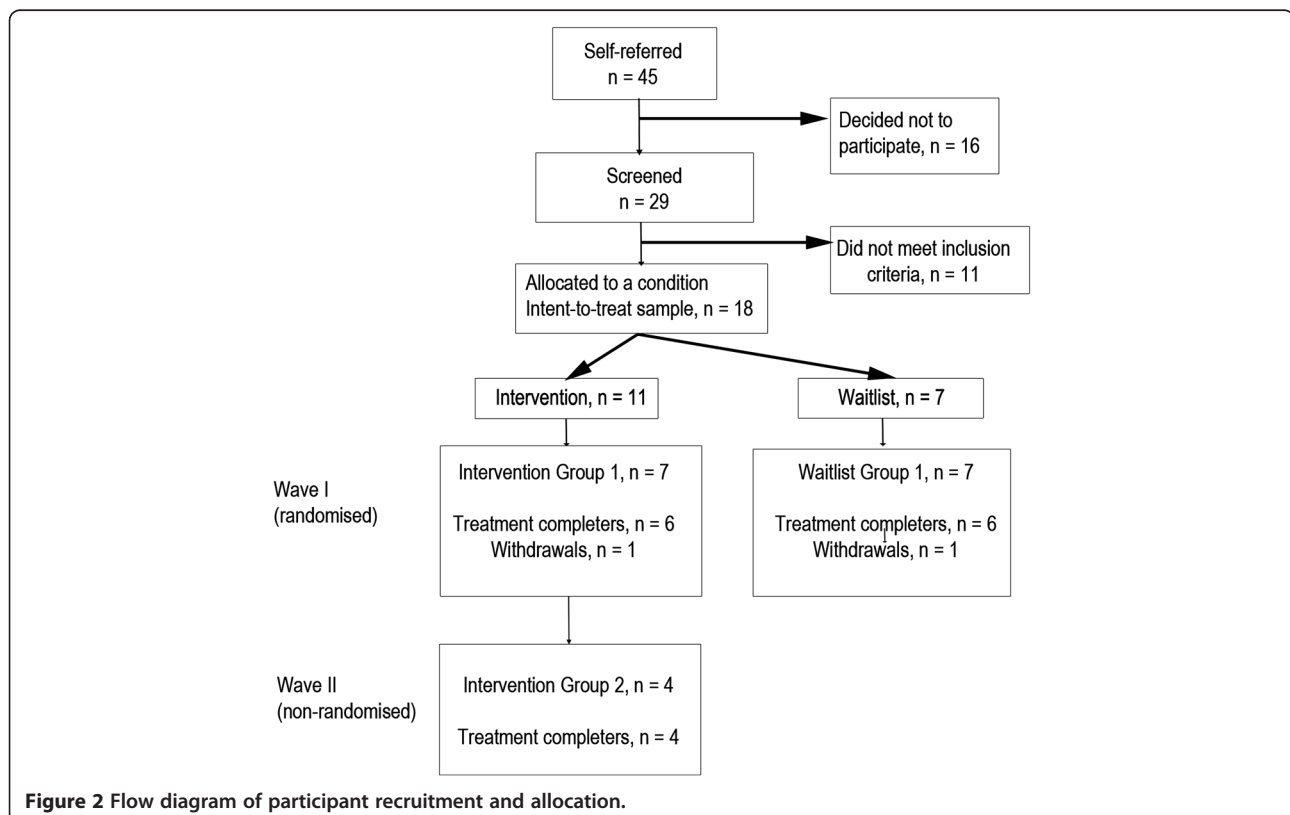 Self-referred
n = 45
Decided not to
participate, n = 16
Screened
n = 29
Did not meet inclusion
criteria, n = 11
Allocated to a condition
Intent-to-treat sample, n = 18
Intervention, n = 11
Waitlist, n = 7
Wave I
(randomised)
Intervention Group 1, n = 7
Treatment completers, n = 6
Withdrawals, n = 1
Waitlist Group 1, n = 7
Treatment completers, n = 6
Withdrawals, n = 1
Wave II
(non-randomised)
Intervention Group 2, n = 4
Treatment completers, n = 4
Figure 2 Flow diagram of participant recruitment and allocation.